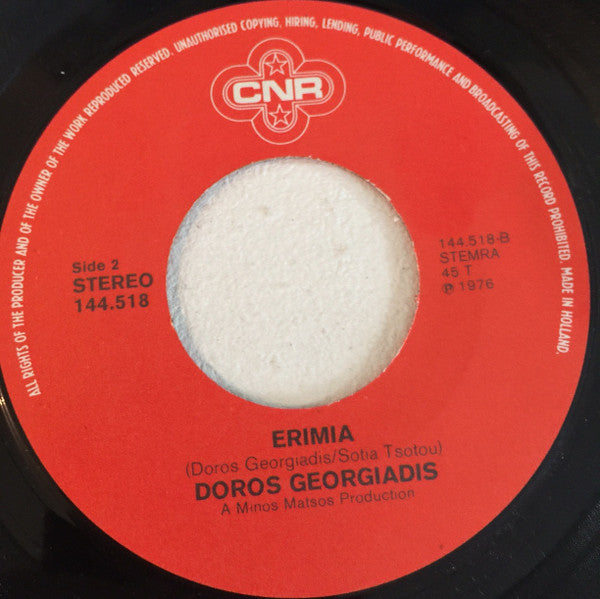 ALL RIGHTS OF THE PRODUCER AND OF THE OWNER OF THE WORK REPRODUCED RESERVED. UNAUTHORISED COPYING, HIRING, LENDING, PUBLIC PERFORMANCE AND BROADCASTING OF THIS RECORD PROHIBITED. MADE IN HOLLAND.
CNR
Side 2
STEREO
144.518
144.518-B
STEMRA
45 T
℗ 1976
ERIMIA
(Doros Georgiadis/Sotia Tsotou)
DOROS GEORGIADIS
A Minos Matsos Production